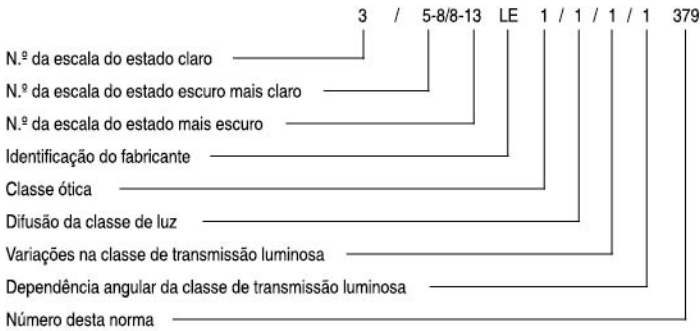 3 / 5-8/8-13 LE 1 / 1 / 1 / 1 379
N.º da escala do estado claro
N.º da escala do estado escuro mais claro
N.º da escala do estado mais escuro
Identificação do fabricante
Classe ótica
Difusão da classe de luz
Variações na classe de transmissão luminosa
Dependência angular da classe de transmissão luminosa
Número desta norma